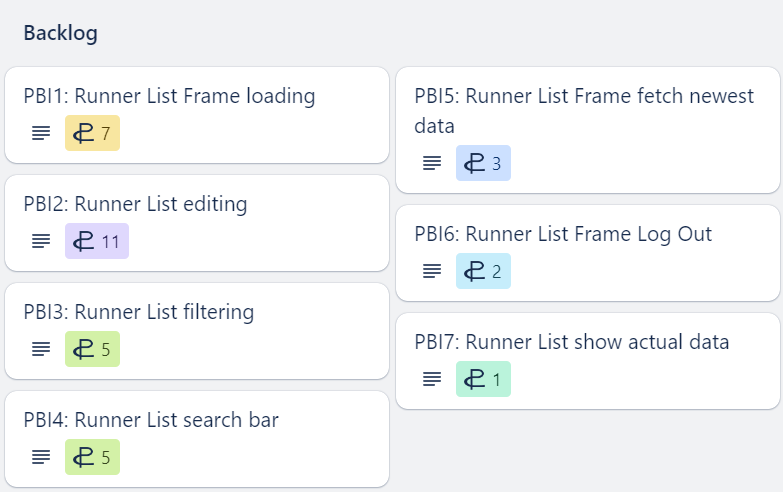 Backlog
PBI1: Runner List Frame loading
7
PBI2: Runner List editing
11
PBI3: Runner List filtering
5
PBI4: Runner List search bar
5
PBI5: Runner List Frame fetch newest
data
3
PBI6: Runner List Frame Log Out
2
PBI7: Runner List show actual data
1